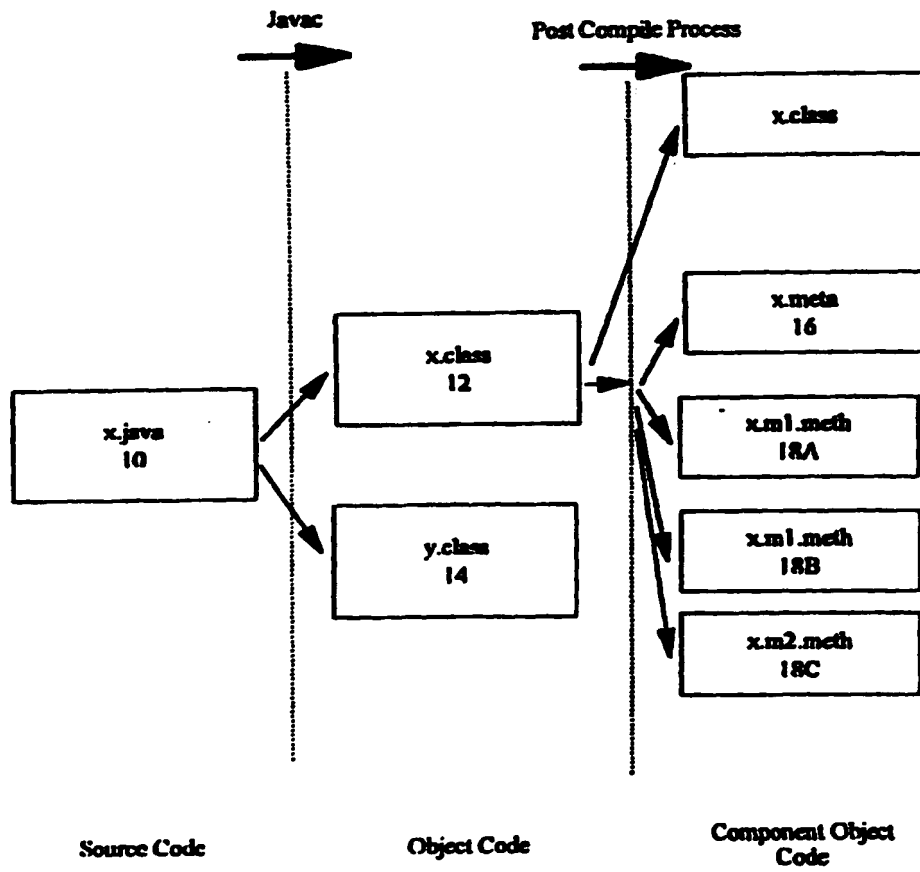 Javac
Post Compile Process
x.class
x.meta
16
x.class
12
x.java
10
x.m1.meth
18A
y.class
14
x.m1.meth
18B
x.m2.meth
18C
Source Code
Object Code
Component Object
Code